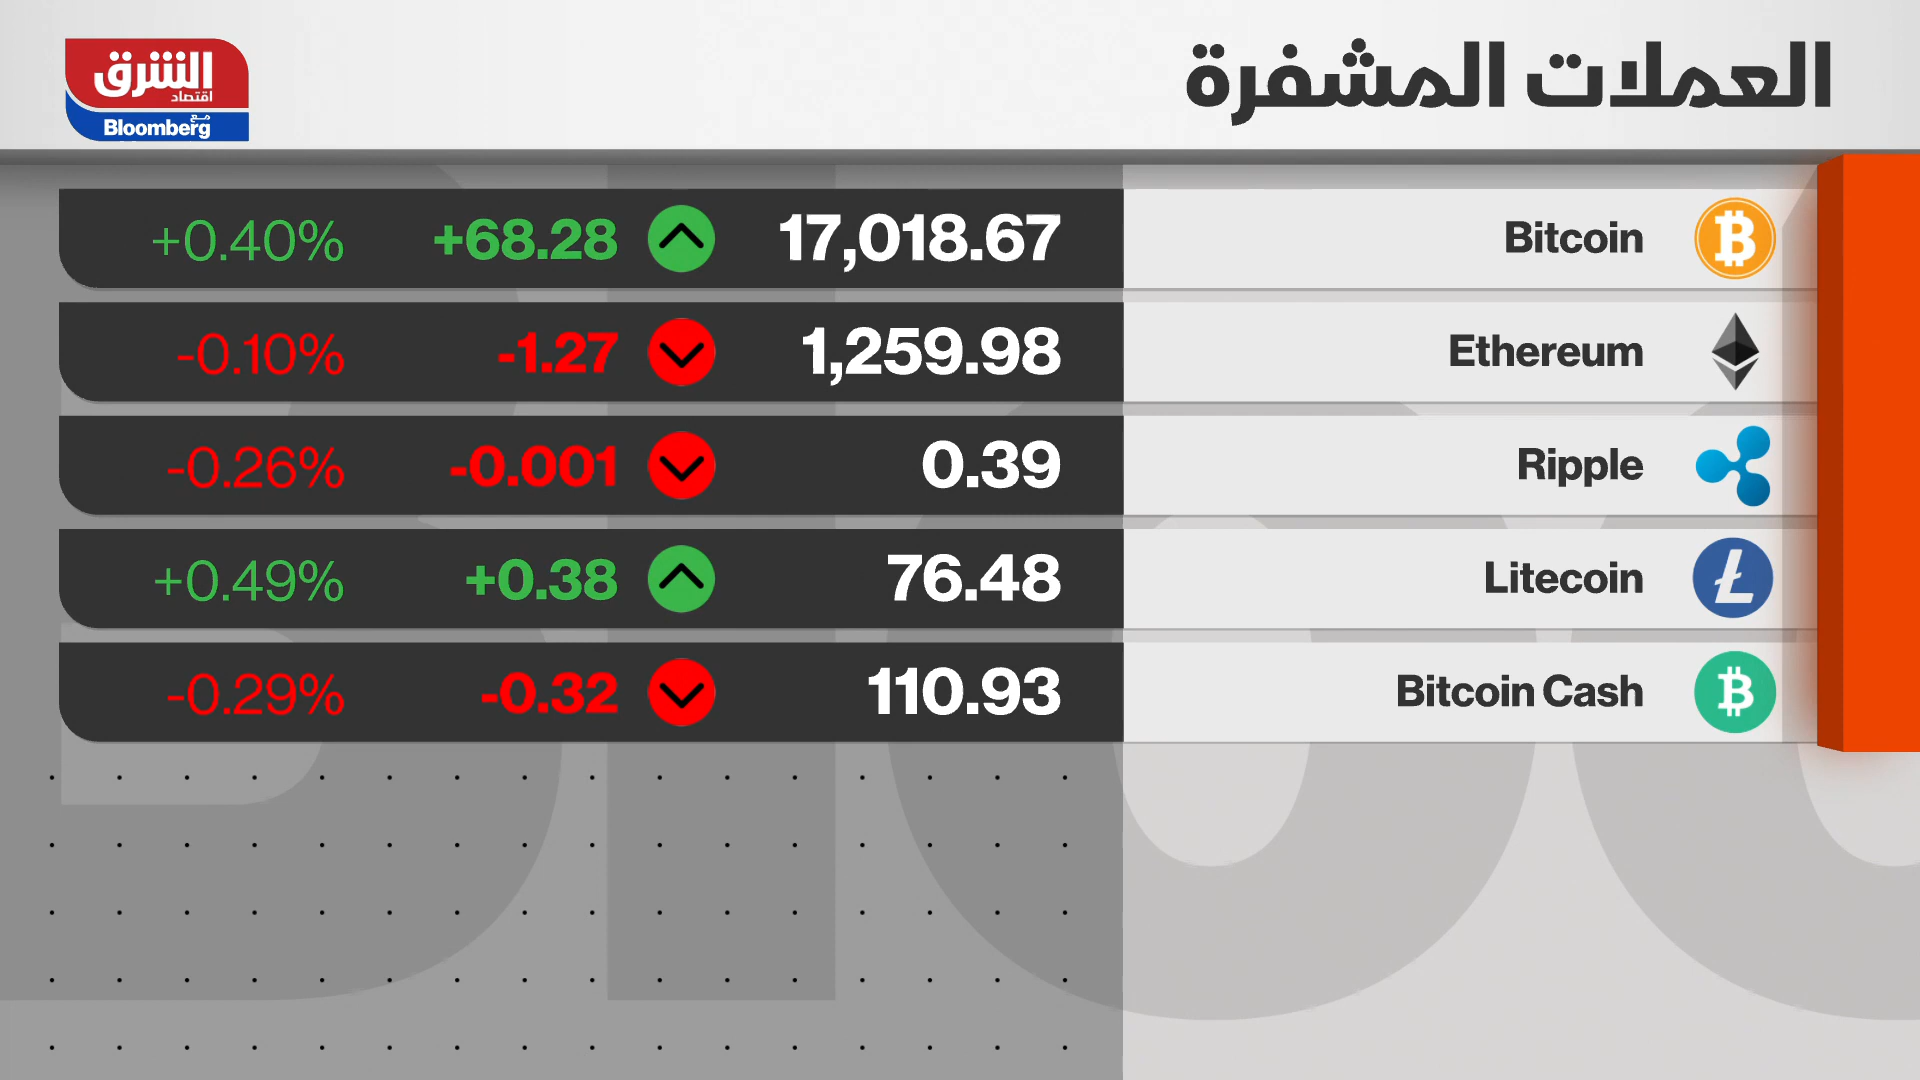 العملات المشفرة
الشرق
اقتصاد
مع
Bloomberg
Bitcoin 17,018.67 +68.28 +0.40%
Ethereum 1,259.98 -1.27 -0.10%
Ripple 0.39 -0.001 -0.26%
Litecoin 76.48 +0.38 +0.49%
Bitcoin Cash 110.93 -0.32 -0.29%